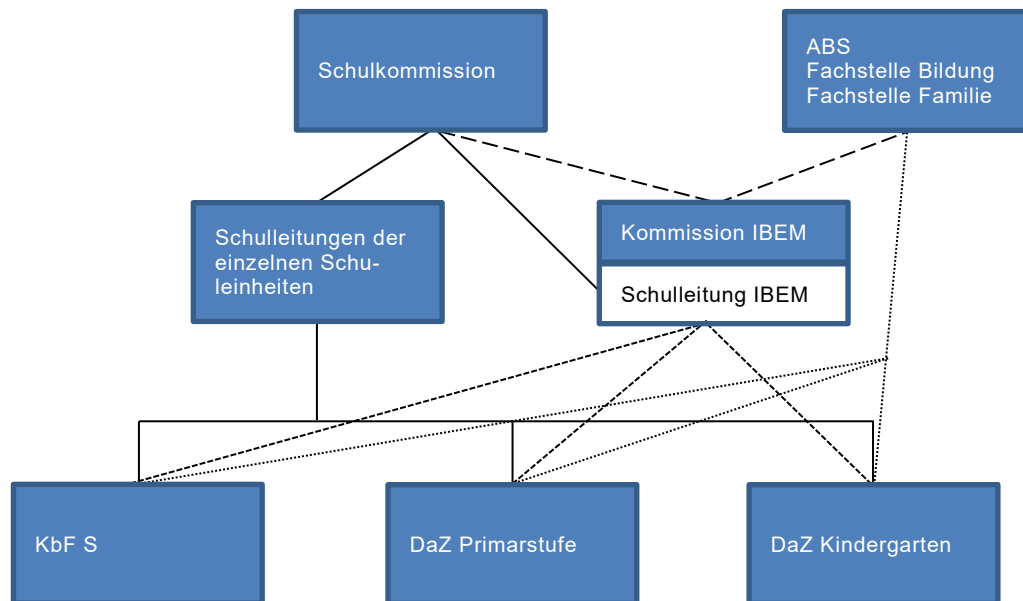 Schulkommission
ABS
Fachstelle Bildung
Fachstelle Familie
Schulleitungen der
einzelnen Schu-
leinheiten
Kommission IBEM
Schulleitung IBEM
KbF S
DaZ Primarstufe
DaZ Kindergarten